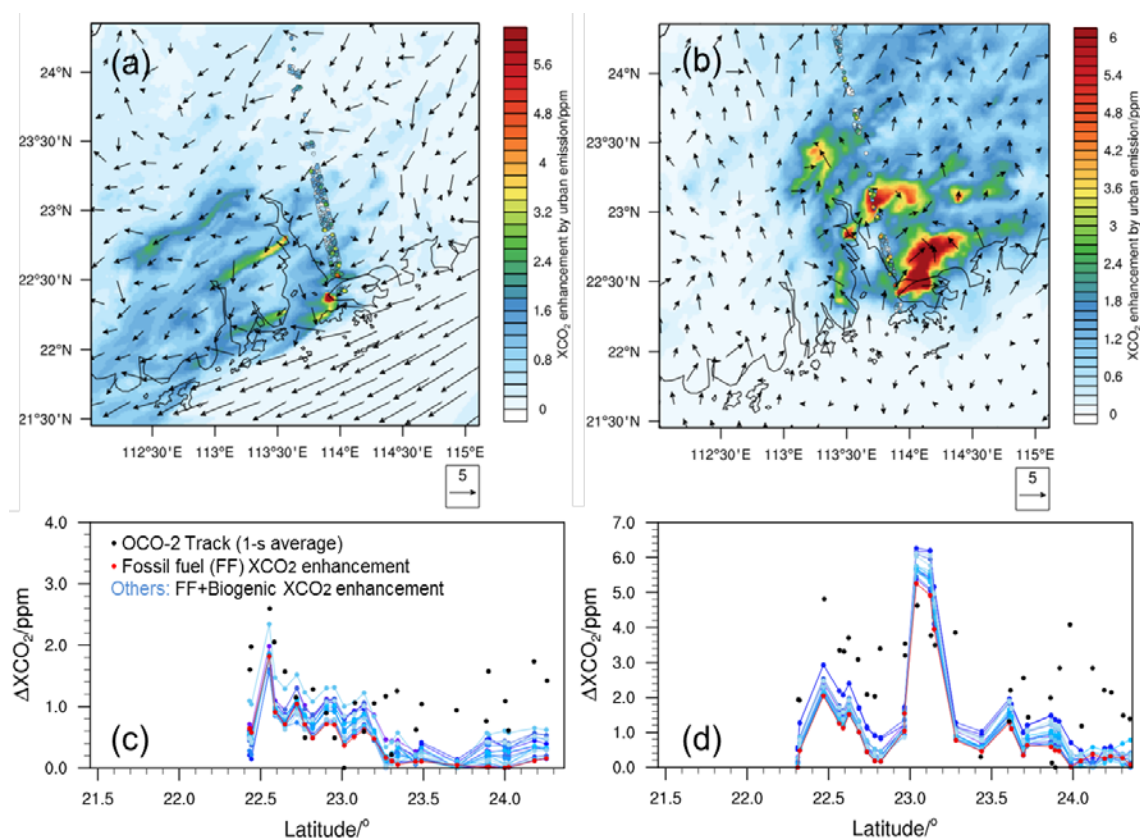 (a)
24°N
23°30'N
23°N
22°30'N
22°N
21°30'N
112°30'E 113°E 113°30'E 114°E 114°30'E 115°E
5
5.6
4.8
4
3.2
2.4
1.6
0.8
0
XCO₂ enhancement by urban emission/ppm
(b)
24°N
23°30'N
23°N
22°30'N
22°N
21°30'N
112°30'E 113°E 113°30'E 114°E 114°30'E 115°E
5
6
5.4
4.8
4.2
3.6
3
2.4
1.8
1.2
0.6
0
XCO₂ enhancement by urban emission/ppm
ΔXCO₂/ppm
4.0
3.0
2.0
1.0
0.0
OCO-2 Track (1-s average)
Fossil fuel (FF) XCO₂ enhancement
Others: FF+Biogenic XCO₂ enhancement
(c)
21.5 22.0 22.5 23.0 23.5 24.0
Latitude/°
ΔXCO₂/ppm
7.0
6.0
5.0
4.0
3.0
2.0
1.0
0.0
(d)
21.5 22.0 22.5 23.0 23.5 24.0
Latitude/°